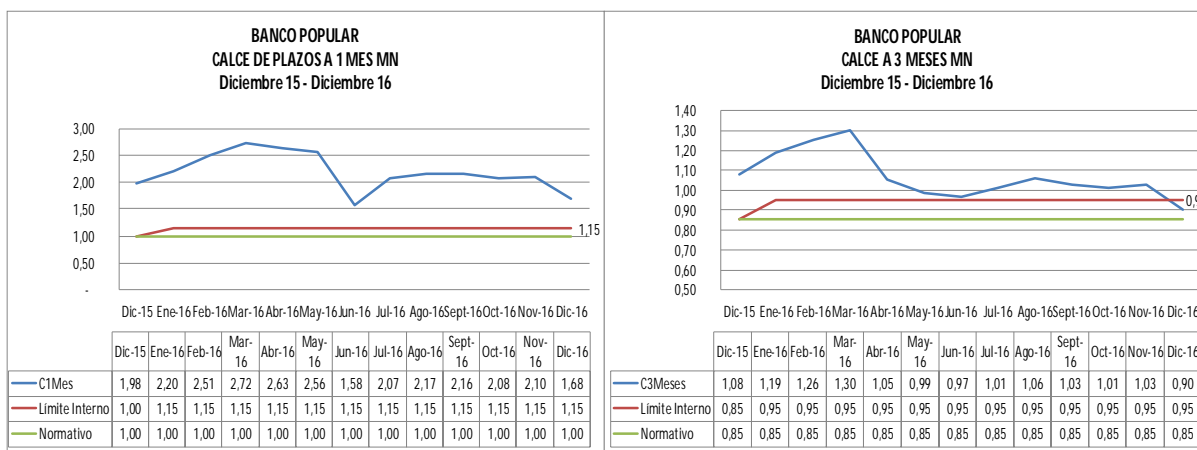 BANCO POPULAR
CALCE DE PLAZOS A 1 MES MN
Diciembre 15 - Diciembre 16
3,00
2,50
2,00
1,50
1,00
0,50
-
1,15
Dic-15 Ene-16 Feb-16 Mar-16 Abr-16 May-16 Jun-16 Jul-16 Ago-16 Sept-16 Oct-16 Nov-16 Dic-16
Dic-15 Ene-16 Feb-16 Mar-16 Abr-16 May-16 Jun-16 Jul-16 Ago-16 Sept-16 Oct-16 Nov-16 Dic-16
C1Mes 1,98 2,20 2,51 2,72 2,63 2,56 1,58 2,07 2,17 2,16 2,08 2,10 1,68
Límite Interno 1,00 1,15 1,15 1,15 1,15 1,15 1,15 1,15 1,15 1,15 1,15 1,15 1,15
Normativo 1,00 1,00 1,00 1,00 1,00 1,00 1,00 1,00 1,00 1,00 1,00 1,00 1,00
BANCO POPULAR
CALCE A 3 MESES MN
Diciembre 15 - Diciembre 16
1,40
1,30
1,20
1,10
1,00
0,90
0,80
0,70
0,60
0,50
Dic-15 Ene-16 Feb-16 Mar-16 Abr-16 May-16 Jun-16 Jul-16 Ago-16 Sept-16 Oct-16 Nov-16 Dic-16
Dic-15 Ene-16 Feb-16 Mar-16 Abr-16 May-16 Jun-16 Jul-16 Ago-16 Sept-16 Oct-16 Nov-16 Dic-16
C3Meses 1,08 1,19 1,26 1,30 1,05 0,99 0,97 1,01 1,06 1,03 1,01 1,03 0,90
Límite Interno 0,85 0,95 0,95 0,95 0,95 0,95 0,95 0,95 0,95 0,95 0,95 0,95 0,95
Normativo 0,85 0,85 0,85 0,85 0,85 0,85 0,85 0,85 0,85 0,85 0,85 0,85 0,85